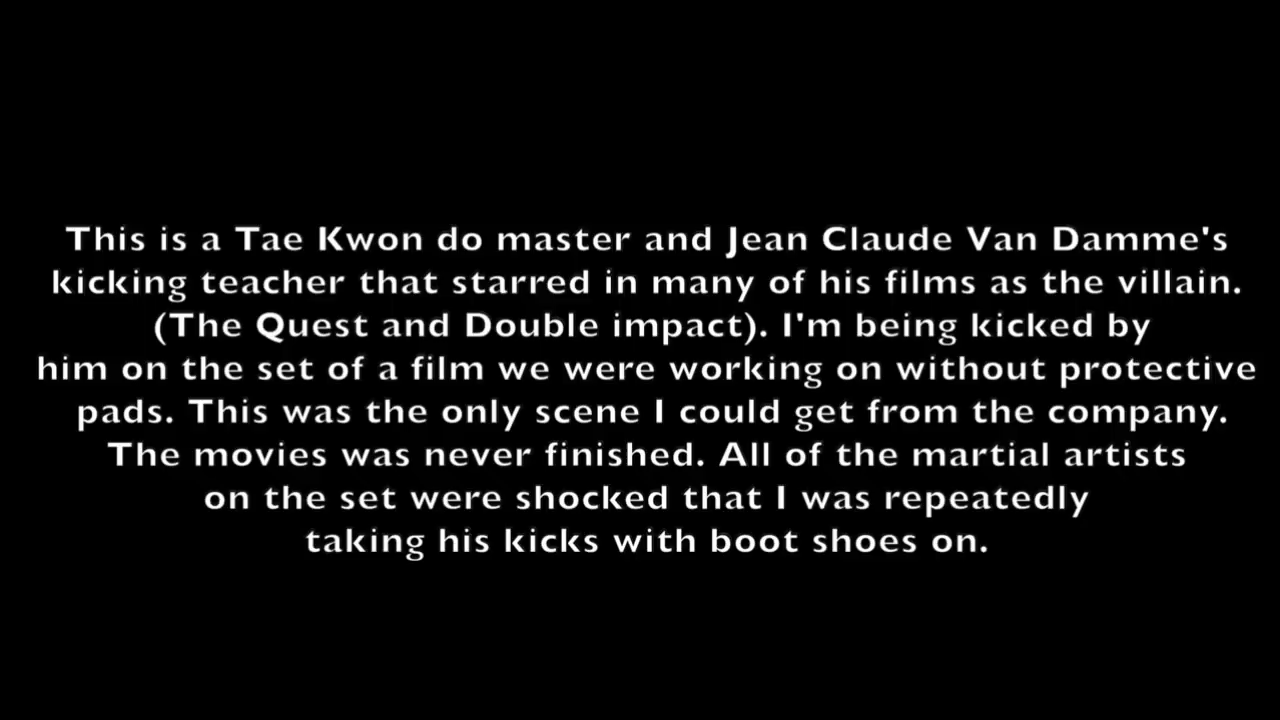 This is a Tae Kwon do master and Jean Claude Van Damme's
kicking teacher that starred in many of his films as the villain.
(The Quest and Double impact). I'm being kicked by
him on the set of a film we were working on without protective
pads. This was the only scene I could get from the company.
The movies was never finished. All of the martial artists
on the set were shocked that I was repeatedly
taking his kicks with boot shoes on.